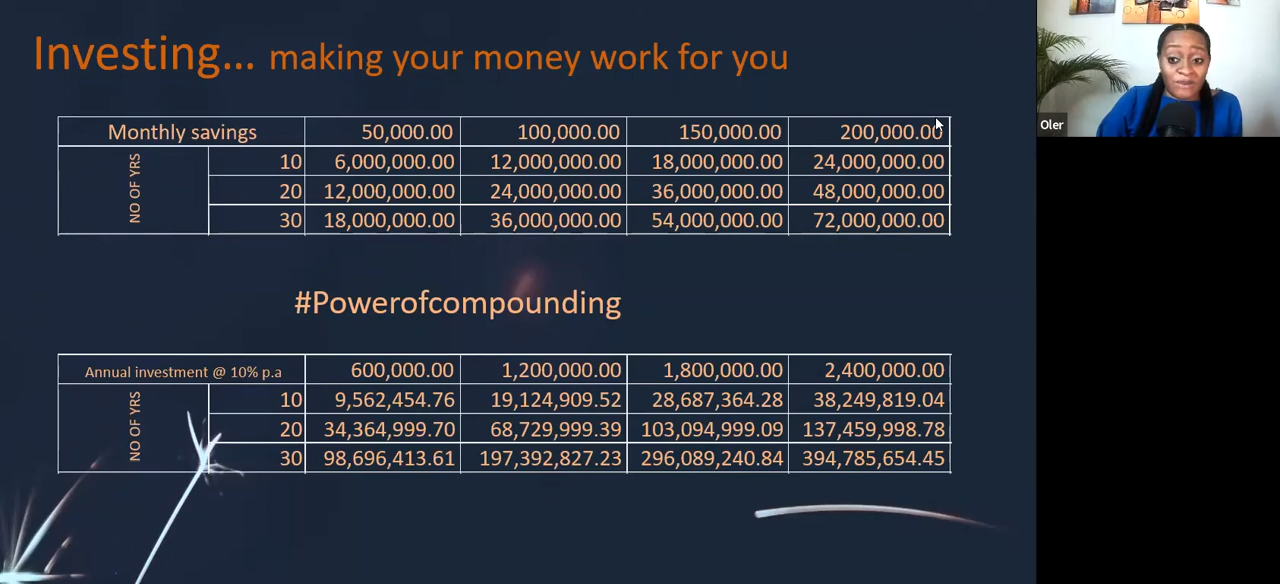 Investing... making your money work for you
Monthly savings 50,000.00 100,000.00 150,000.00 200,000.00
NO OF YRS
10 6,000,000.00 12,000,000.00 18,000,000.00 24,000,000.00
20 12,000,000.00 24,000,000.00 36,000,000.00 48,000,000.00
30 18,000,000.00 36,000,000.00 54,000,000.00 72,000,000.00
#Powerofcompounding
Annual investment @ 10% p.a 600,000.00 1,200,000.00 1,800,000.00 2,400,000.00
NO OF YRS
10 9,562,454.76 19,124,909.52 28,687,364.28 38,249,819.04
20 34,364,999.70 68,729,999.39 103,094,999.09 137,459,998.78
30 98,696,413.61 197,392,827.23 296,089,240.84 394,785,654.45
Oler